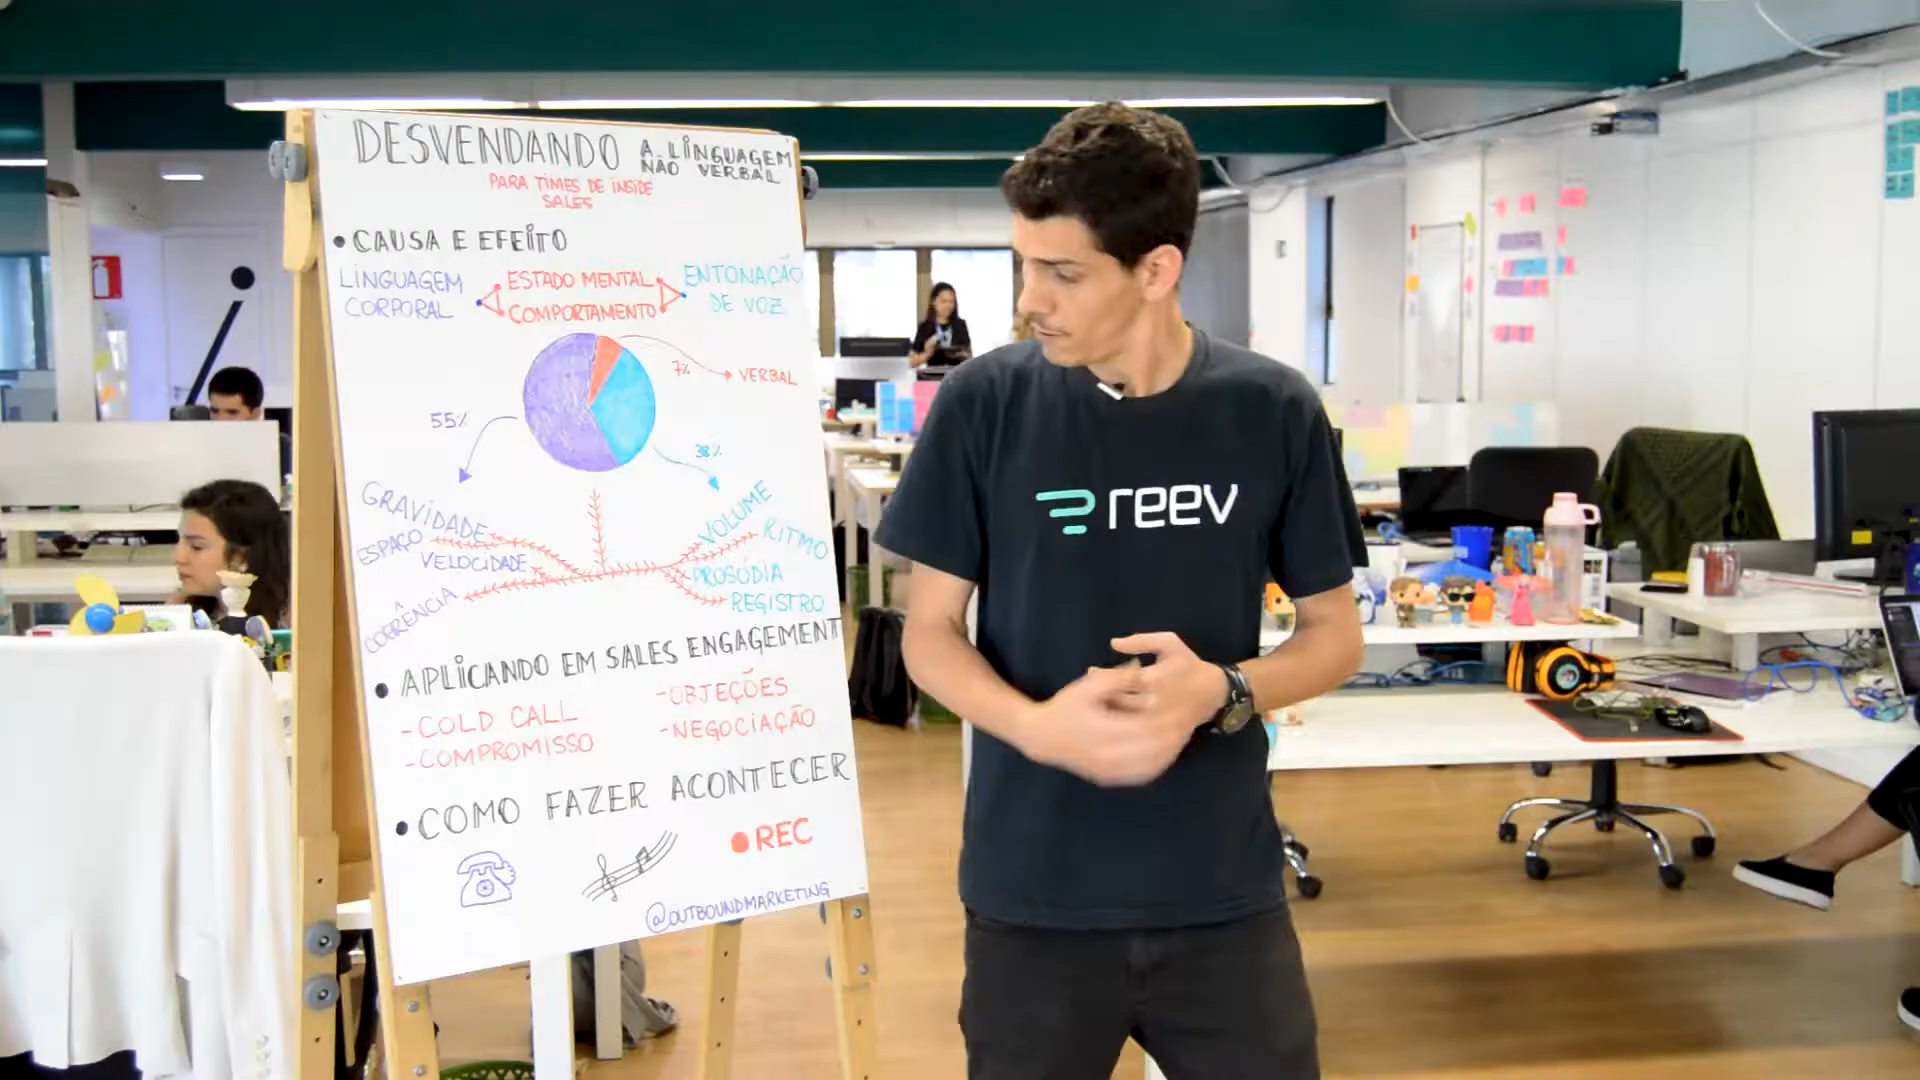 DESVENDANDO A LINGUAGEM
NÃO VERBAL
PARA TIMES DE INSIDE
SALES
• CAUSA E EFEITO
LINGUAGEM
CORPORAL
ESTADO MENTAL
COMPORTAMENTO
ENTONAÇÃO
DE VOZ
7%
VERBAL
55%
38%
GRAVIDADE
ESPAÇO
VELOCIDADE
COERÊNCIA
VOLUME
RITMO
PROSÓDIA
REGISTRO
• APLICANDO EM SALES ENGAGEMENT
- COLD CALL
- COMPROMISSO
- OBJEÇÕES
- NEGOCIAÇÃO
• COMO FAZER ACONTECER
REC
@OUTBOUNDMARKETING
reev